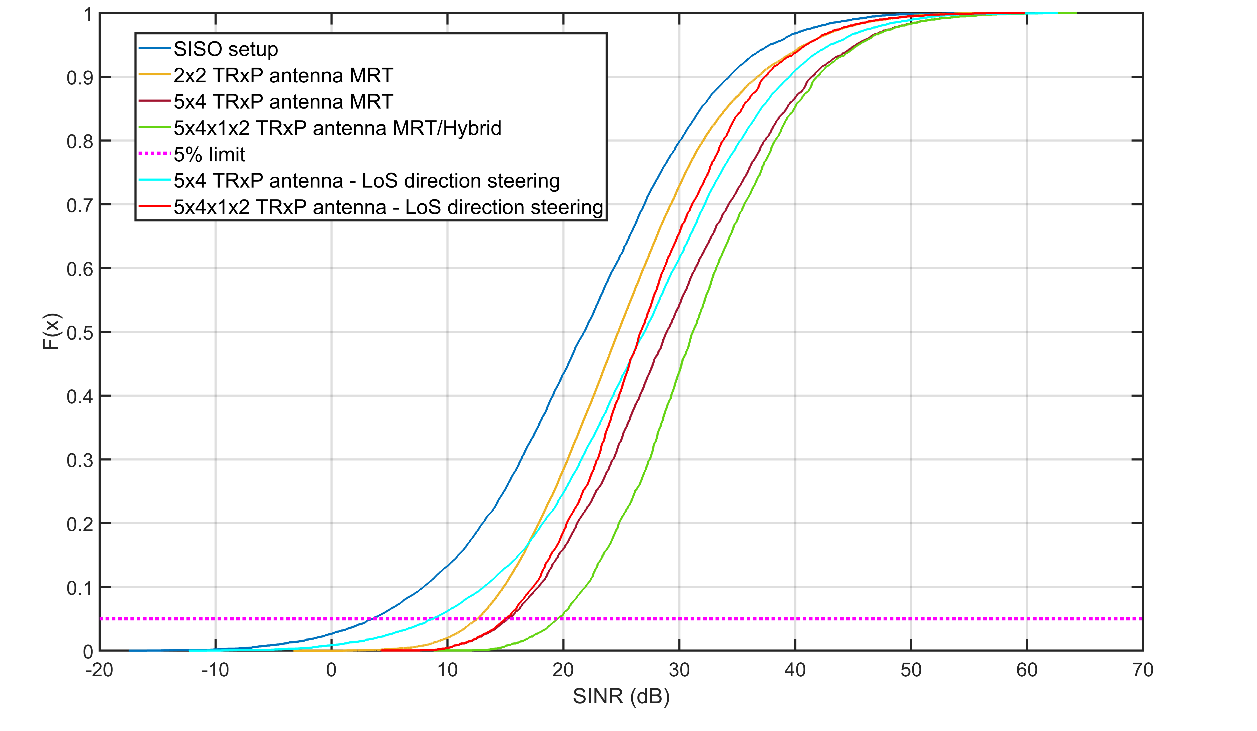 1
0.9
0.8
0.7
0.6
0.5
0.4
0.3
0.2
0.1
0
F(x)
SISO setup
2x2 TRxP antenna MRT
5x4 TRxP antenna MRT
5x4x1x2 TRxP antenna MRT/Hybrid
5% limit
5x4 TRxP antenna - LoS direction steering
5x4x1x2 TRxP antenna - LoS direction steering
-20 -10 0 10 20 30 40 50 60 70
SINR (dB)